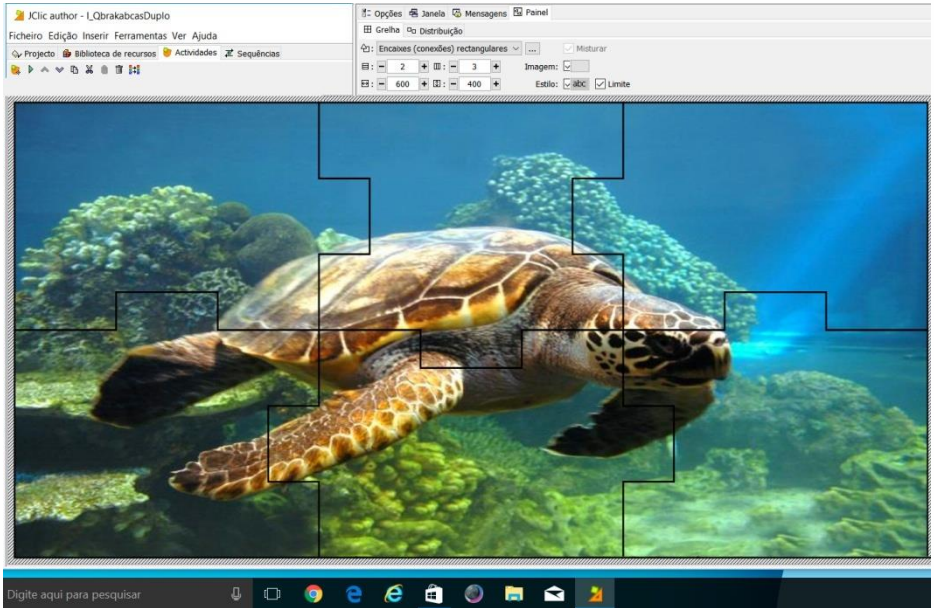 JClic author - I_QbrakabcasDuplo
Ficheiro Edição Inserir Ferramentas Ver Ajuda
Projecto Biblioteca de recursos Actividades Sequências
Opções Janela Mensagens Painel
Grelha Distribuição
Encaixes (conexões) rectangulares ... Misturar
2 3 Imagem:
600 400 Estilo: abc Limite
Digite aqui para pesquisar